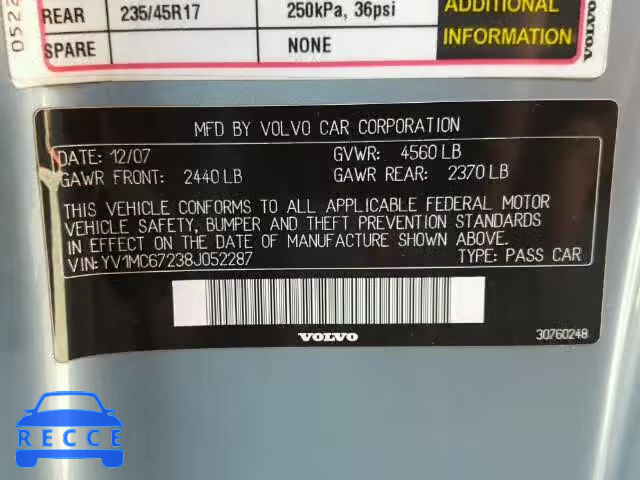 0522
REAR 235/45R17 250kPa, 36psi
SPARE NONE
ADDITIONAL
INFORMATION
VOLVO
MFD BY VOLVO CAR CORPORATION
DATE: 12/07 GVWR: 4560 LB
GAWR FRONT: 2440 LB GAWR REAR: 2370 LB
THIS VEHICLE CONFORMS TO ALL APPLICABLE FEDERAL MOTOR
VEHICLE SAFETY, BUMPER AND THEFT PREVENTION STANDARDS
IN EFFECT ON THE DATE OF MANUFACTURE SHOWN ABOVE.
VIN: YV1MC67238J052287 TYPE: PASS CAR
VOLVO
30760248
RECCE